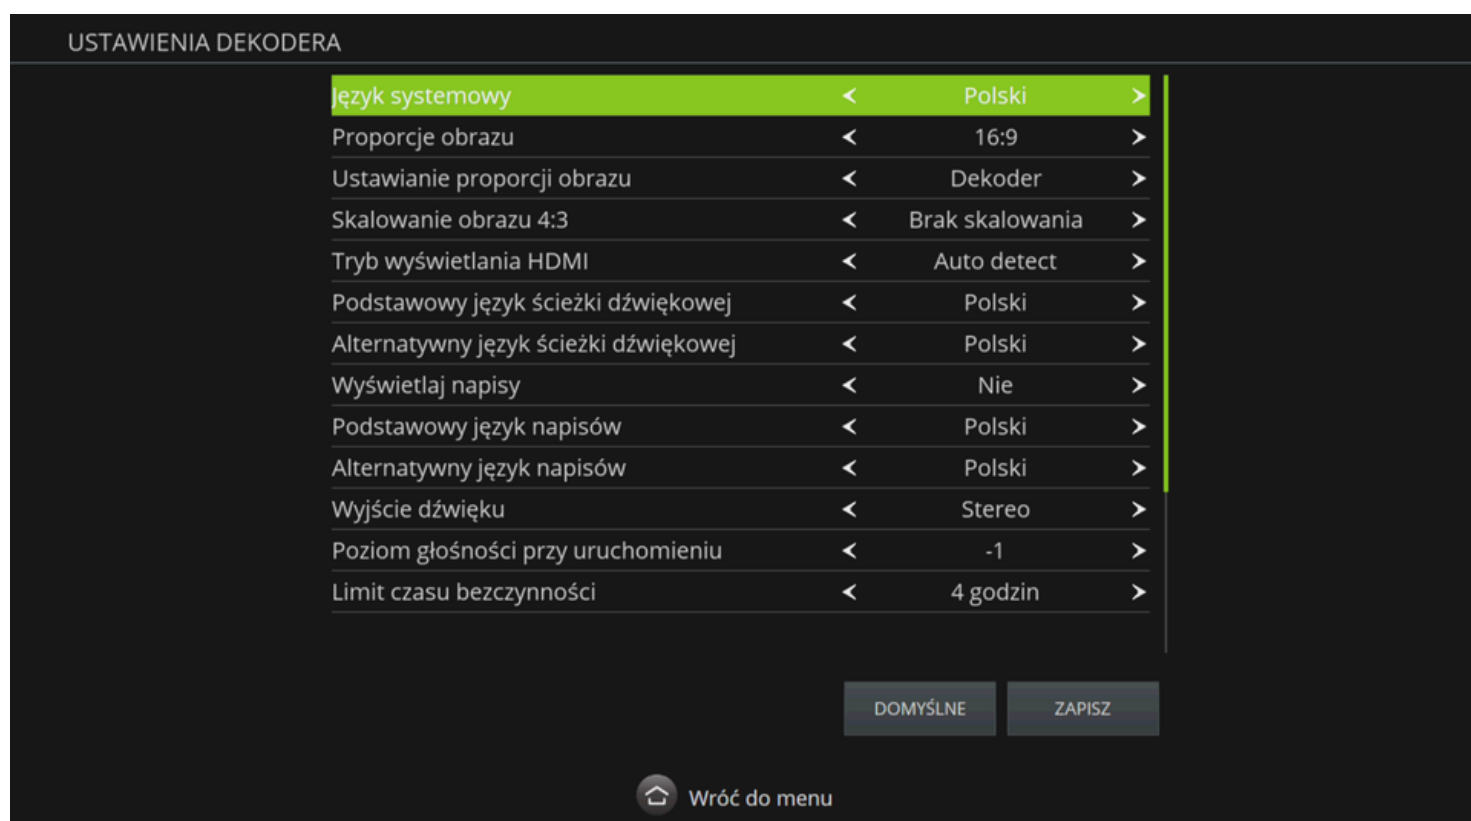 USTAWIENIA DEKODERA
Język systemowy < Polski >
Proporcje obrazu < 16:9 >
Ustawianie proporcji obrazu < Dekoder >
Skalowanie obrazu 4:3 < Brak skalowania >
Tryb wyświetlania HDMI < Auto detect >
Podstawowy język ścieżki dźwiękowej < Polski >
Alternatywny język ścieżki dźwiękowej < Polski >
Wyświetlaj napisy < Nie >
Podstawowy język napisów < Polski >
Alternatywny język napisów < Polski >
Wyjście dźwięku < Stereo >
Poziom głośności przy uruchomieniu < -1 >
Limit czasu bezczynności < 4 godzin >
DOMYŚLNE ZAPISZ
Wróć do menu